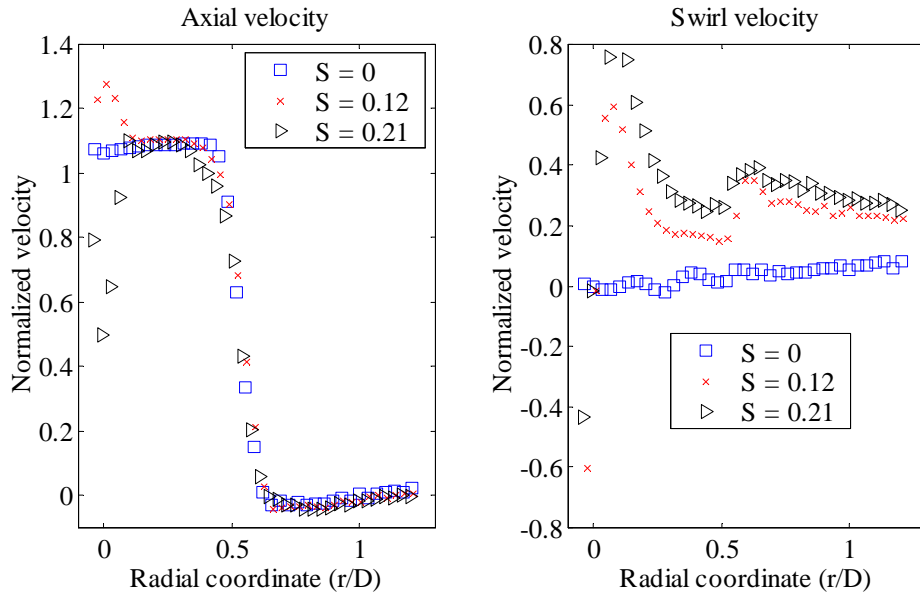 Axial velocity
Normalized velocity
1.4
1.2
1
0.8
0.6
0.4
0.2
0
S = 0
S = 0.12
S = 0.21
0
0.5
1
Radial coordinate (r/D)
Swirl velocity
Normalized velocity
0.8
0.6
0.4
0.2
0
-0.2
-0.4
-0.6
-0.8
S = 0
S = 0.12
S = 0.21
0
0.5
1
Radial coordinate (r/D)